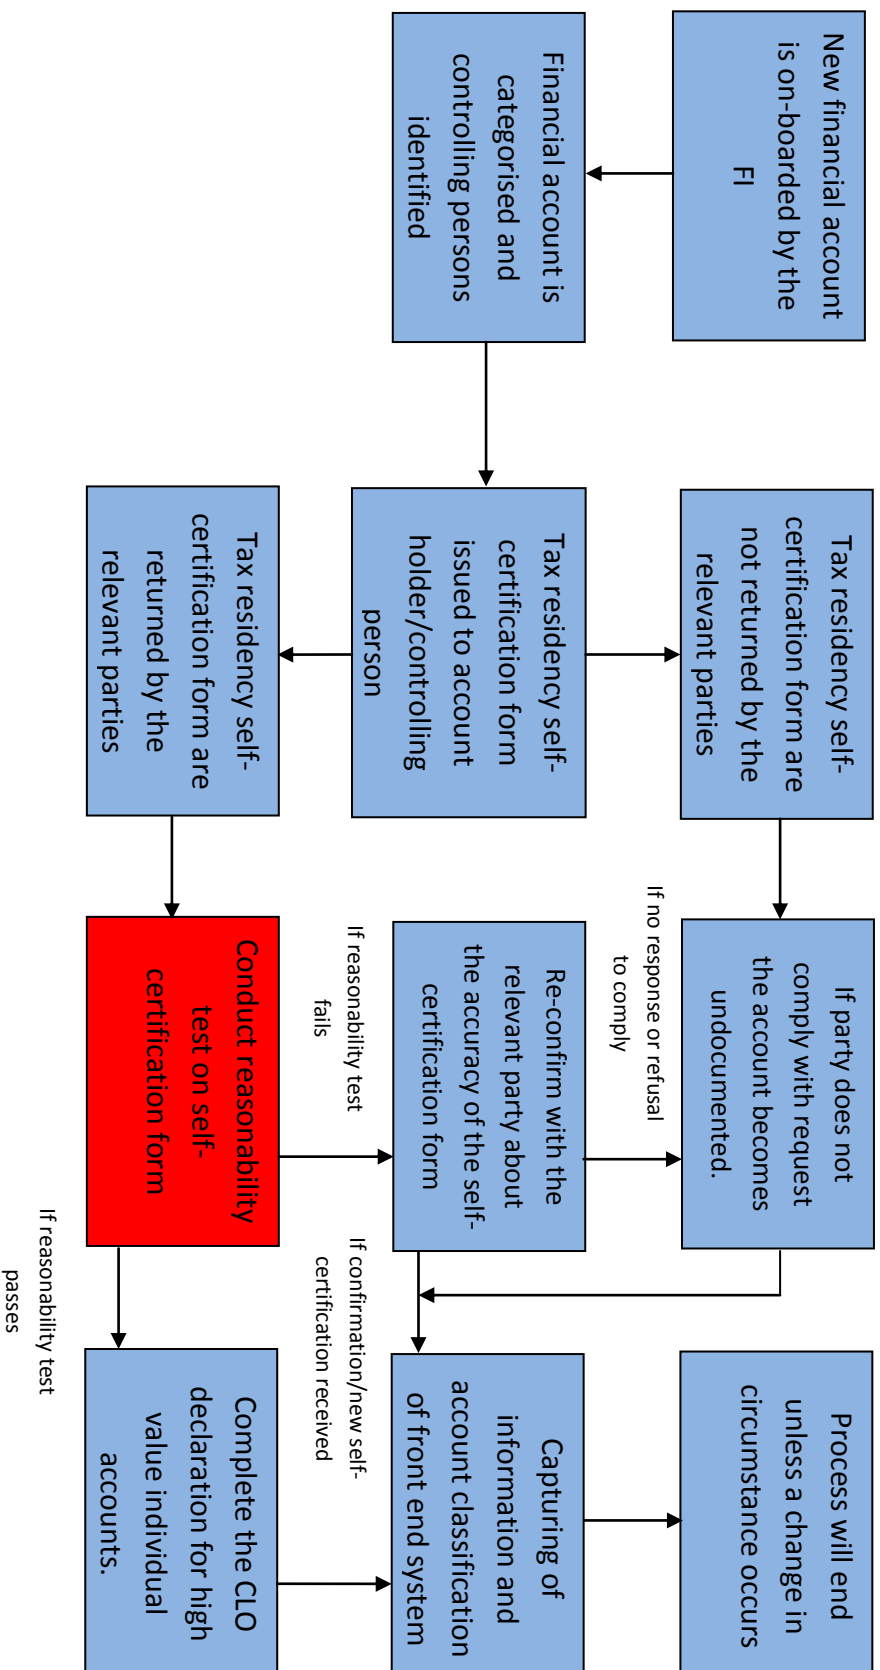 New financial account
is on-boarded by the
FI
Financial account is
categorised and
controlling persons
identified
Tax residency self-
certification form are
not returned by the
relevant parties
Tax residency self-
certification form
issued to account
holder/controlling
person
Tax residency self-
certification form are
returned by the
relevant parties
If party does not
comply with request
the account becomes
undocumented.
If no response or refusal
to comply
Re-confirm with the
relevant party about
the accuracy of the self-
certification form
If reasonability test
fails
Conduct reasonability
test on self-
certification form
Process will end
unless a change in
circumstance occurs
Capturing of
information and
account classification
of front end system
If confirmation/new self-
certification received
Complete the CLO
declaration for high
value individual
accounts.
If reasonability test
passes